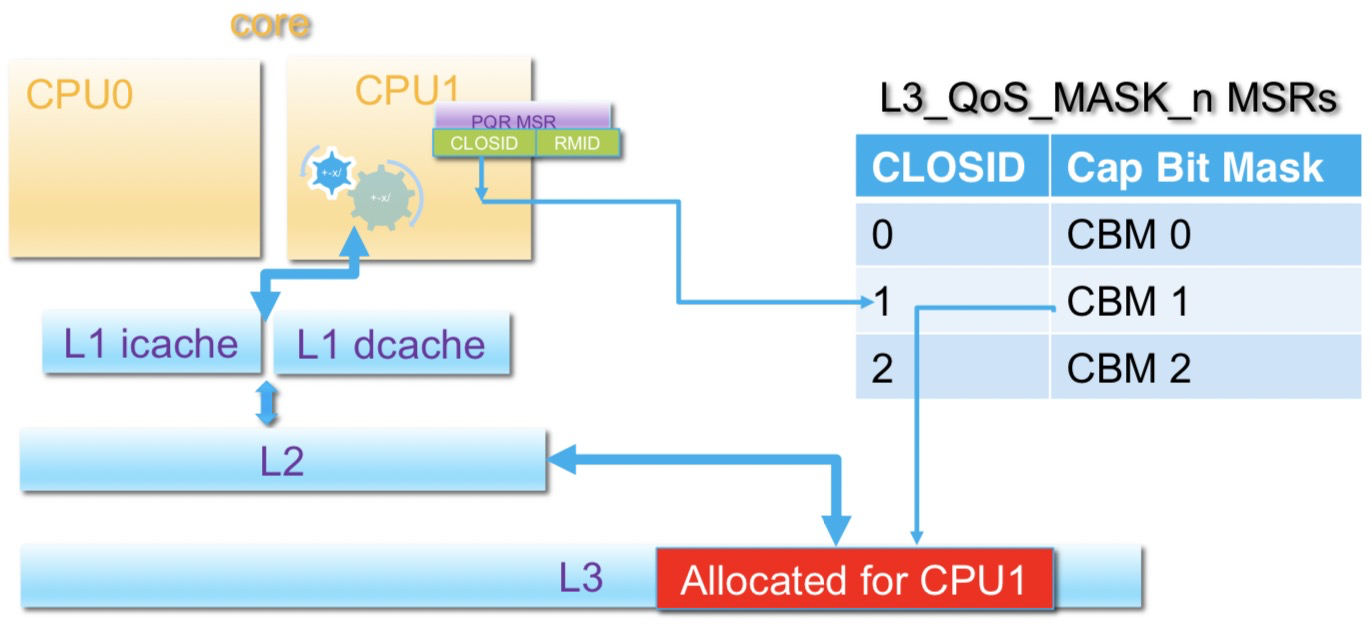 core
CPU0
CPU1
PQR MSR
CLOSID RMID
+-x/
+-x/
L3_QoS_MASK_n MSRs
CLOSID Cap Bit Mask
0 CBM 0
1 CBM 1
2 CBM 2
L1 icache
L1 dcache
L2
L3
Allocated for CPU1